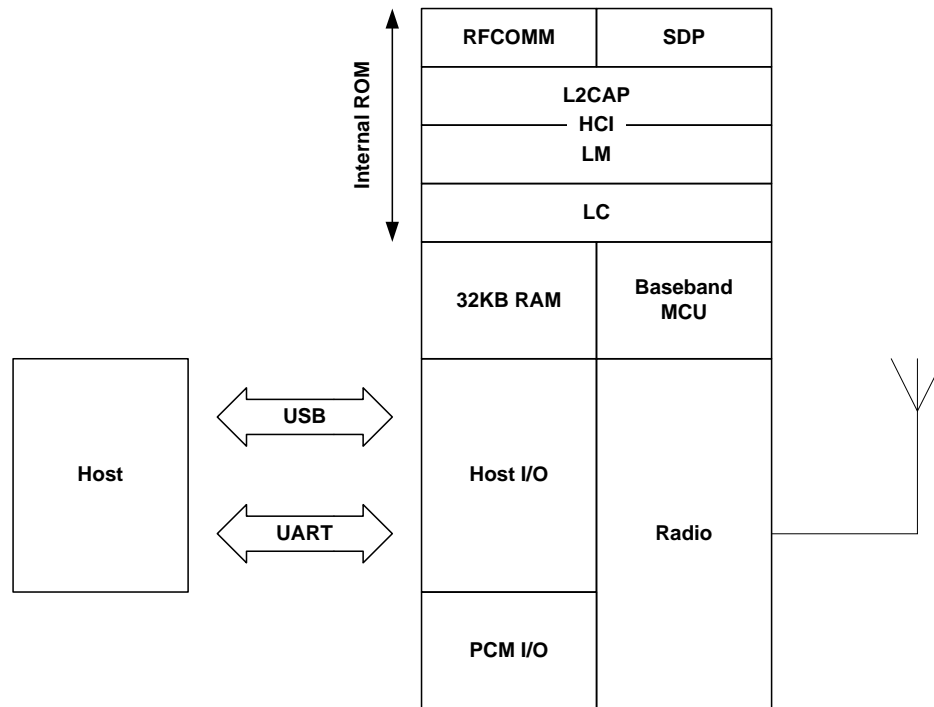 RFCOMM
SDP
Internal ROM
L2CAP
HCI
LM
LC
32KB RAM
Baseband
MCU
USB
Host
Host I/O
UART
Radio
PCM I/O